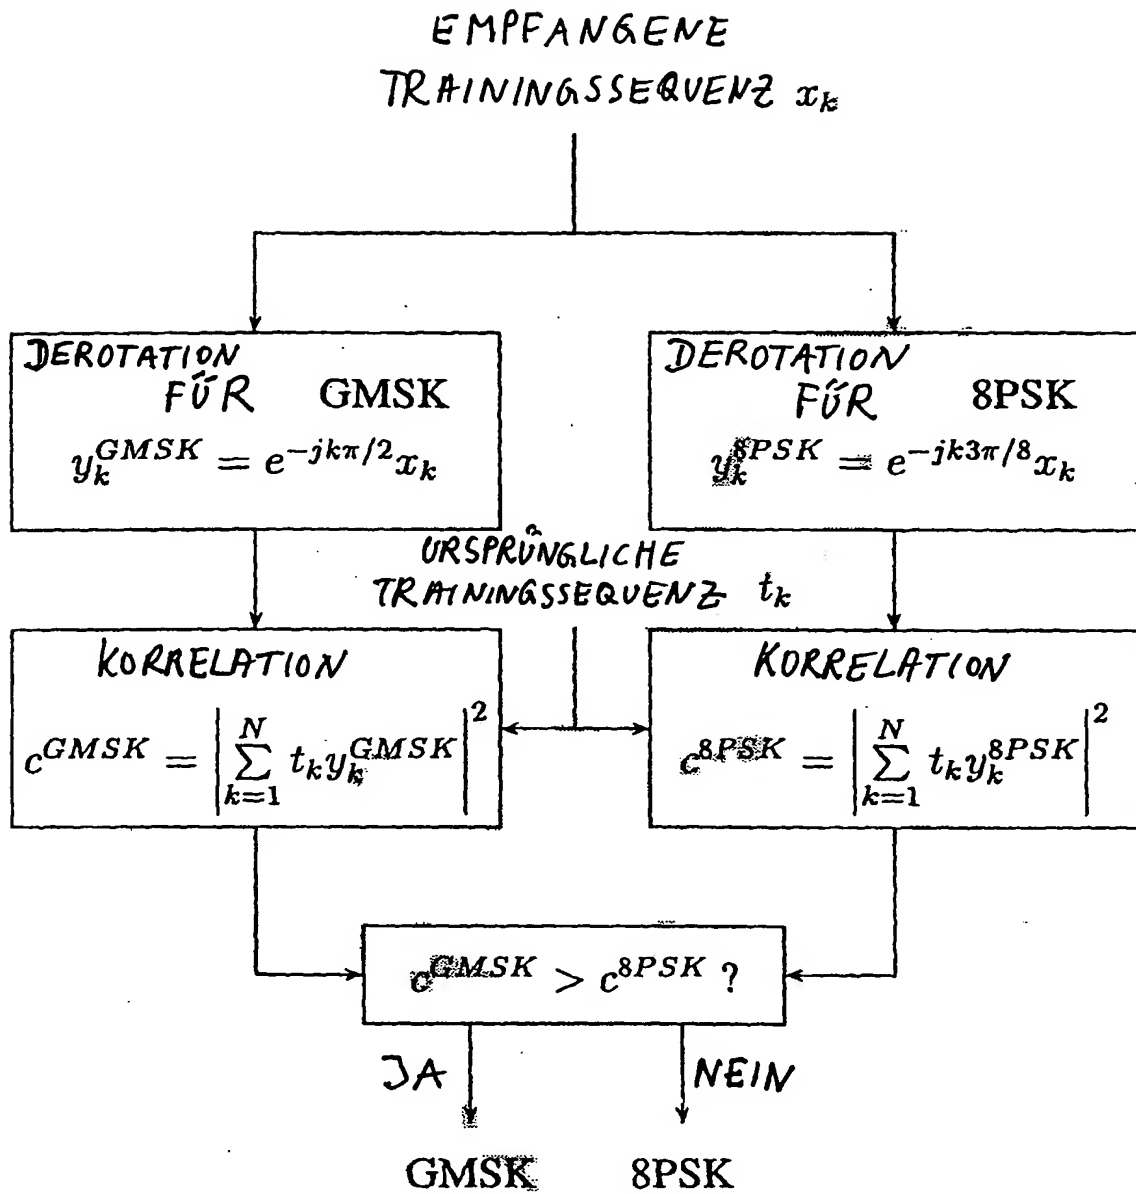 EMPFANGENE
TRAININGSSEQUENZ x_k
DEROTATION
FÜR GMSK
y_k^{GMSK} = e^{-jkπ/2}x_k
DEROTATION
FÜR 8PSK
y_k^{8PSK} = e^{-jk3π/8}x_k
URSPRÜNGLICHE
TRAININGSSEQUENZ t_k
KORRELATION
c^{GMSK} = |∑_{k=1}^{N} t_k y_k^{GMSK}|^2
KORRELATION
c^{8PSK} = |∑_{k=1}^{N} t_k y_k^{8PSK}|^2
c^{GMSK} > c^{8PSK} ?
JA
NEIN
GMSK
8PSK